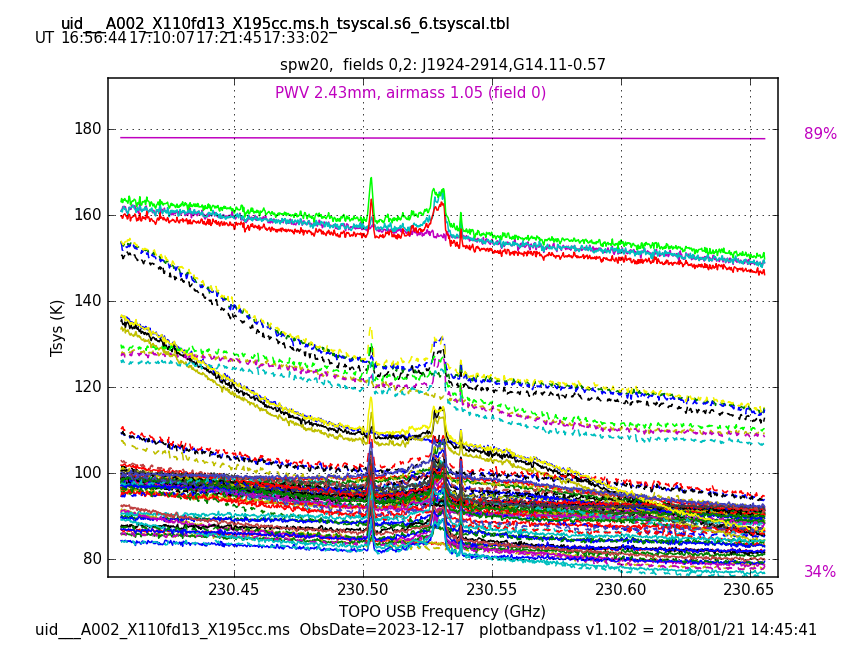 uid___A002_X110fd13_X195cc.ms.h_tsyscal.s6_6.tsyscal.tbl
UT 16:56:44 17:10:07 17:21:45 17:33:02
spw20, fields 0,2: J1924-2914,G14.11-0.57
PWV 2.43mm, airmass 1.05 (field 0)
180
89%
160
140
Tsys (K)
120
100
80
34%
230.45 230.50 230.55 230.60 230.65
TOPO USB Frequency (GHz)
uid___A002_X110fd13_X195cc.ms ObsDate=2023-12-17 plotbandpass v1.102 = 2018/01/21 14:45:41